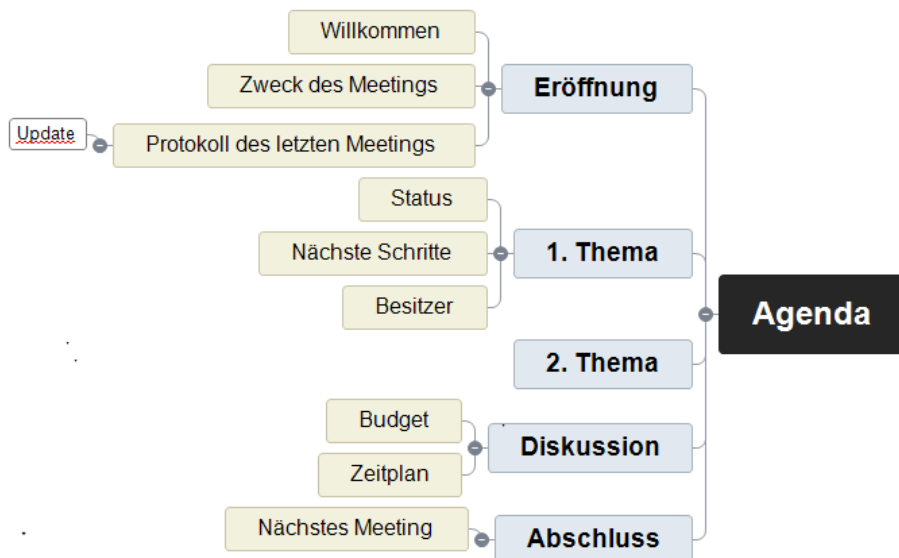 Agenda
Eröffnung
Willkommen
Zweck des Meetings
Protokoll des letzten Meetings
Update
1. Thema
Status
Nächste Schritte
Besitzer
2. Thema
Diskussion
Budget
Zeitplan
Abschluss
Nächstes Meeting